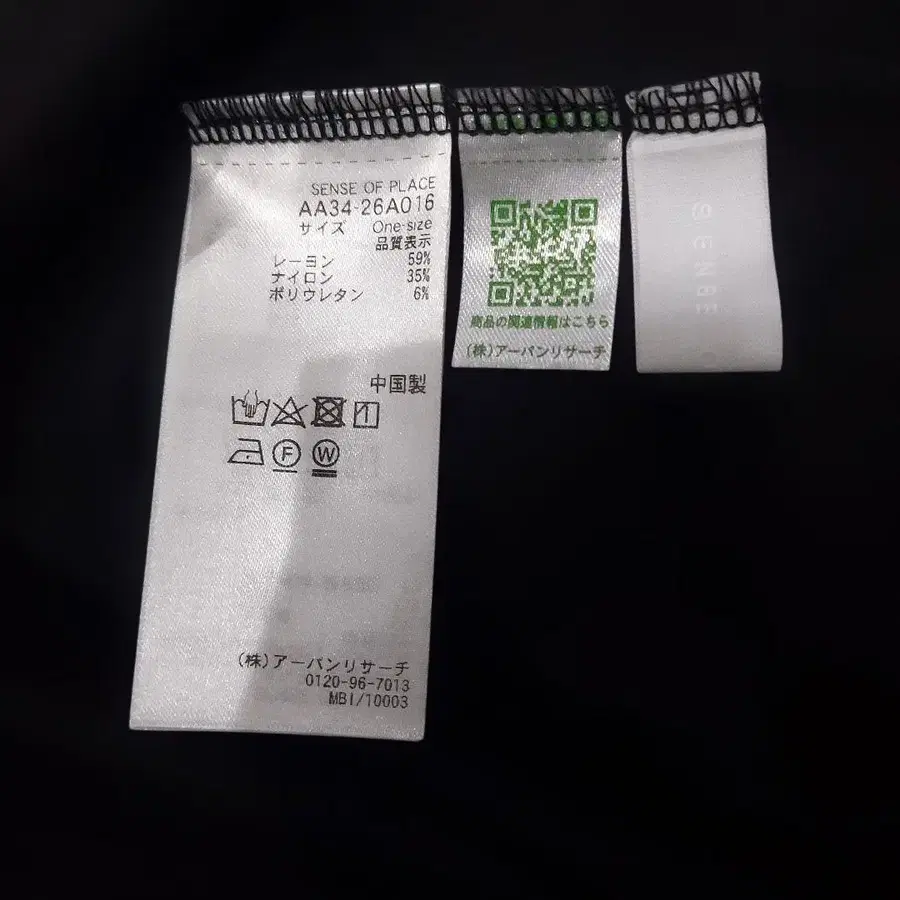 SENSE OF PLACE
AA34-26A016
サイズ One-size
品質表示
レーヨン 59%
ナイロン 35%
ポリウレタン 6%
中国製
F W
(株)アーバンリサーチ
0120-96-7013
MBI/10003
商品の関連情報はこちら
(株)アーバンリサーチ
SENSE